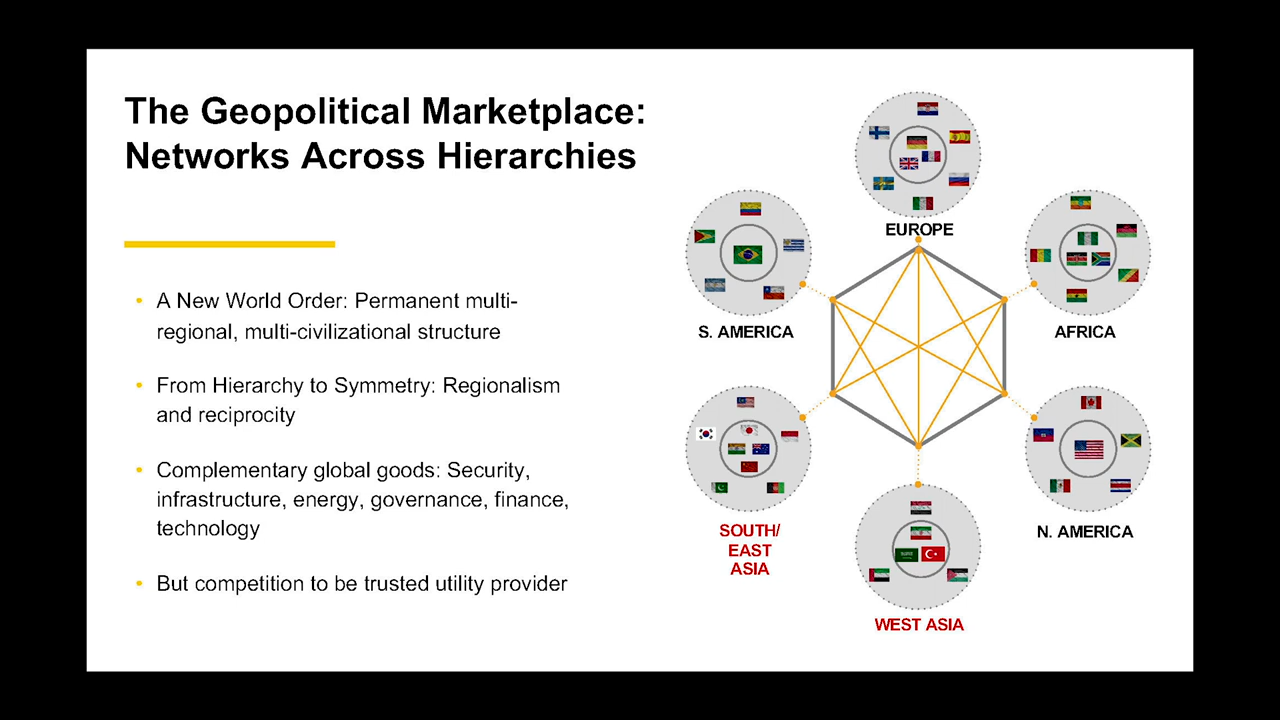 The Geopolitical Marketplace:
Networks Across Hierarchies
A New World Order: Permanent multi-
regional, multi-civilizational structure
From Hierarchy to Symmetry: Regionalism
and reciprocity
Complementary global goods: Security,
infrastructure, energy, governance, finance,
technology
But competition to be trusted utility provider
EUROPE
S. AMERICA
AFRICA
SOUTH/
EAST
ASIA
N. AMERICA
WEST ASIA